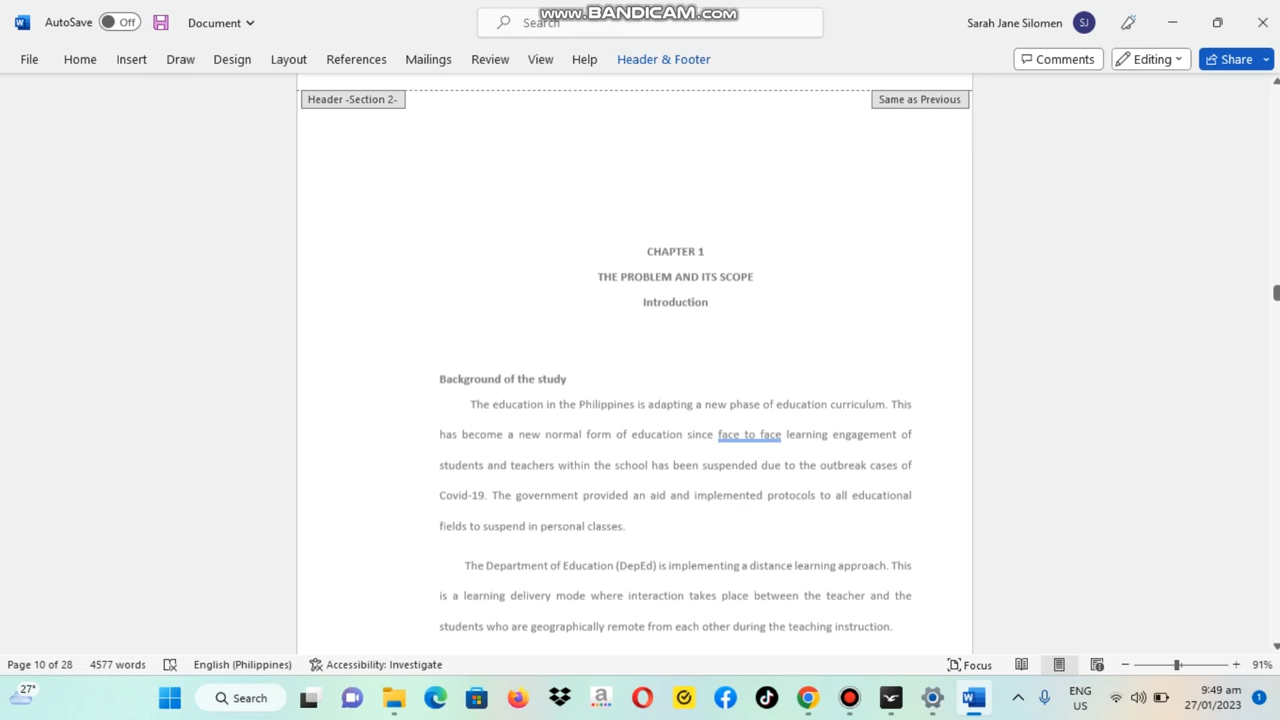 www.BANDICAM.com
AutoSave Off Document Search Sarah Jane Silomen SJ
File Home Insert Draw Design Layout References Mailings Review View Help Header & Footer Comments Editing Share
Header -Section 2- Same as Previous
CHAPTER 1
THE PROBLEM AND ITS SCOPE
Introduction
Background of the study
The education in the Philippines is adapting a new phase of education curriculum. This
has become a new normal form of education since face to face learning engagement of
students and teachers within the school has been suspended due to the outbreak cases of
Covid-19. The government provided an aid and implemented protocols to all educational
fields to suspend in personal classes.
The Department of Education (DepEd) is implementing a distance learning approach. This
is a learning delivery mode where interaction takes place between the teacher and the
students who are geographically remote from each other during the teaching instruction.
Page 10 of 28 4577 words English (Philippines) Accessibility: Investigate Focus 91%
27° Search ENG 9:49 am
US 27/01/2023 1